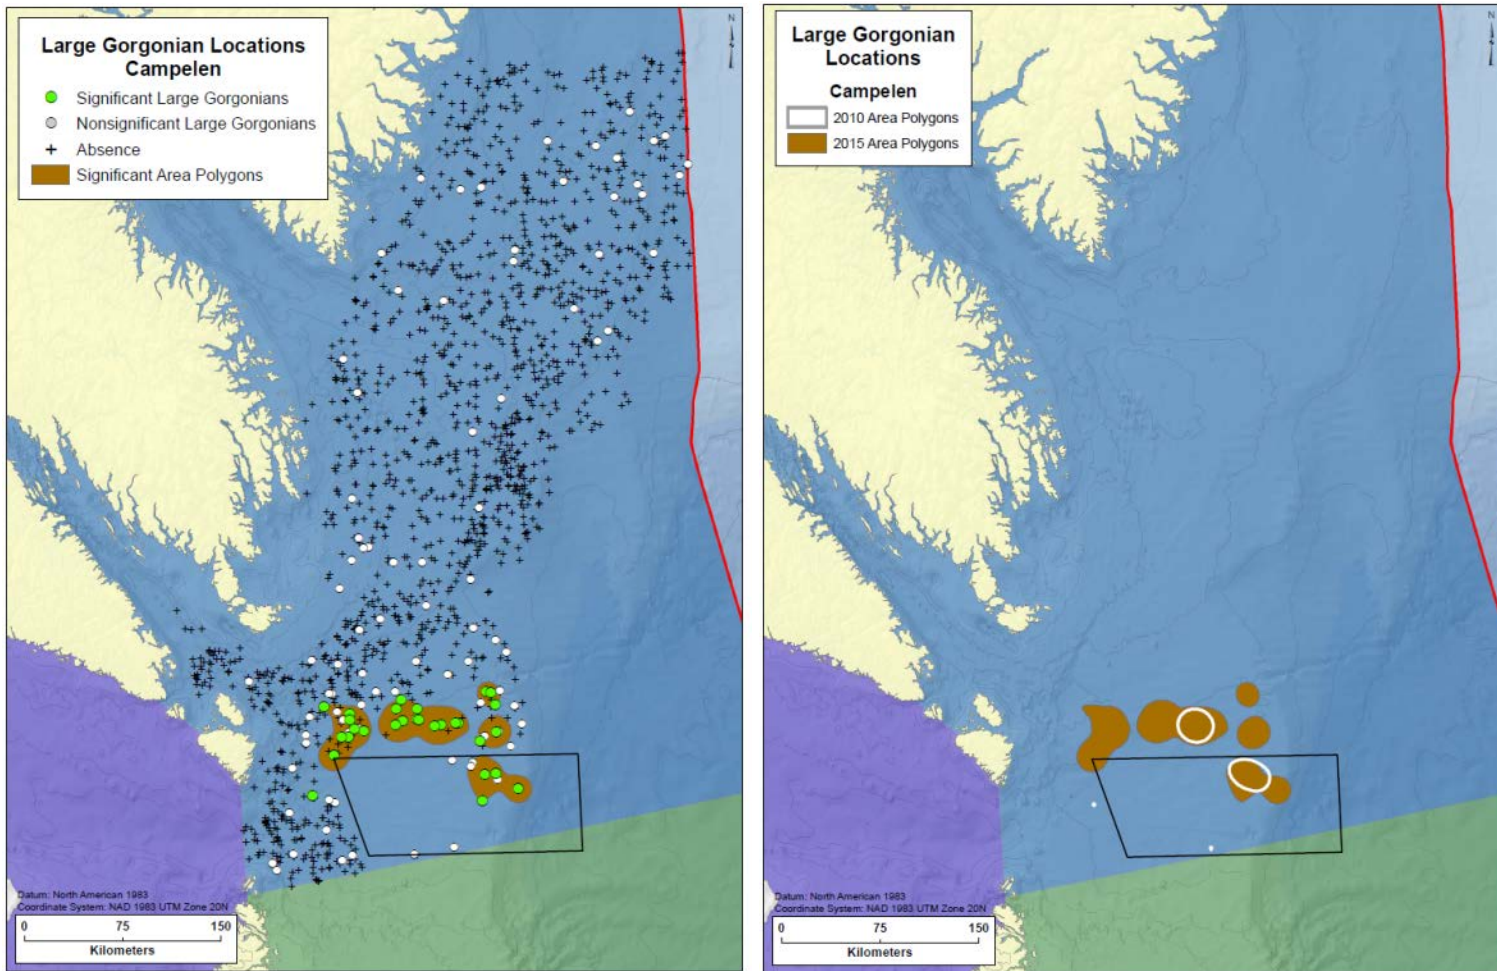 Large Gorgonian Locations
Campelen
Significant Large Gorgonians
Nonsignificant Large Gorgonians
Absence
Significant Area Polygons
N
Datum: North American 1983
Coordinate System: NAD 1983 UTM Zone 20N
0 75 150
Kilometers
Large Gorgonian
Locations
Campelen
2010 Area Polygons
2015 Area Polygons
N
Datum: North American 1983
Coordinate System: NAD 1983 UTM Zone 20N
0 75 150
Kilometers